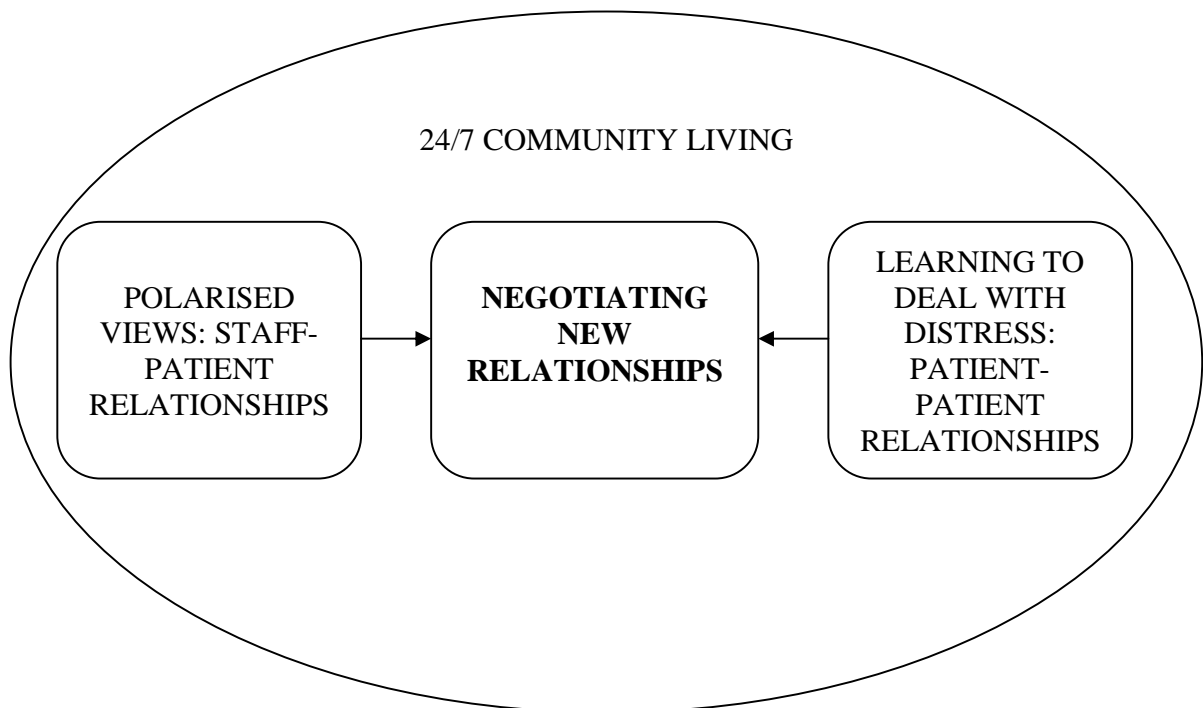 24/7 COMMUNITY LIVING
POLARISED
VIEWS: STAFF-
PATIENT
RELATIONSHIPS
NEGOTIATING
NEW
RELATIONSHIPS
LEARNING TO
DEAL WITH
DISTRESS:
PATIENT-
PATIENT
RELATIONSHIPS